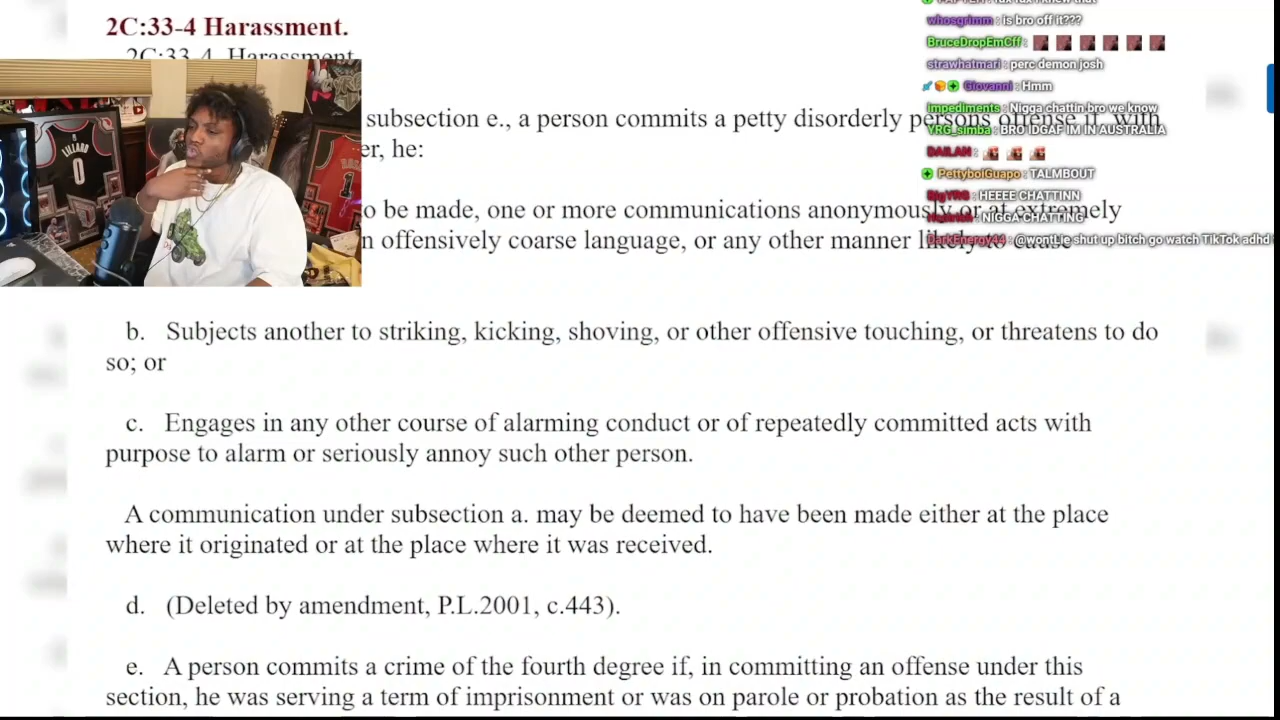 2C:33-4 Harassment.
2C:33-4 Harassment
subsection e., a person commits a petty disorderly persons offense if, with
er, he:
o be made, one or more communications anonymously or at extremely
n offensively coarse language, or any other manner likely to cause
b. Subjects another to striking, kicking, shoving, or other offensive touching, or threatens to do
so; or
c. Engages in any other course of alarming conduct or of repeatedly committed acts with
purpose to alarm or seriously annoy such other person.
A communication under subsection a. may be deemed to have been made either at the place
where it originated or at the place where it was received.
d. (Deleted by amendment, P.L.2001, c.443).
e. A person commits a crime of the fourth degree if, in committing an offense under this
section, he was serving a term of imprisonment or was on parole or probation as the result of a
LILLARD
0
whosgrimm : is bro off it???
BruceDropEmCff :
strawhatmari : perc demon josh
Giovanni : Hmm
impediments : Nigga chattin bro we know
YRG_simba : BRO IDGAF IM IN AUSTRALIA
DAILAN :
PettyboiGuapo : TALMBOUT
: HEEEE CHATTINN
: NIGGA CHATTING
DarkEnergy44 : @wontLie shut up bitch go watch TikTok adhd